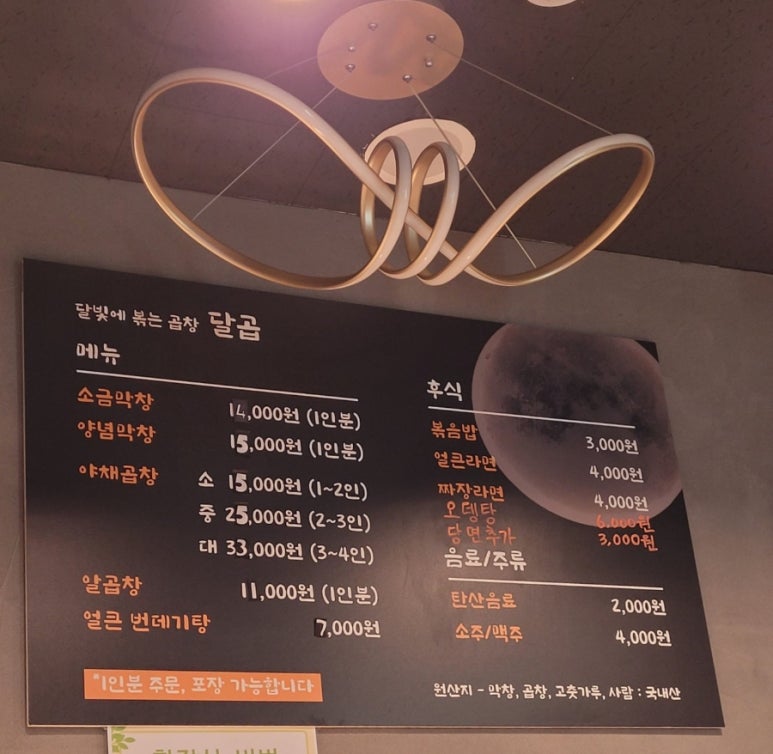 달빛에 볶는 곱창 달곱
메뉴
소금막창 14,000원 (1인분)
양념막창 15,000원 (1인분)
야채곱창 소 15,000원 (1~2인)
중 25,000원 (2~3인)
대 33,000원 (3~4인)
알곱창 11,000원 (1인분)
얼큰 번데기탕 7,000원
*1인분 주문, 포장 가능합니다
후식
볶음밥 3,000원
얼큰라면 4,000원
짜장라면 4,000원
오뎅탕 6.000원
당면추가 3,000원
음료/주류
탄산음료 2,000원
소주/맥주 4,000원
원산지 - 막창, 곱창, 고춧가루, 사람 : 국내산